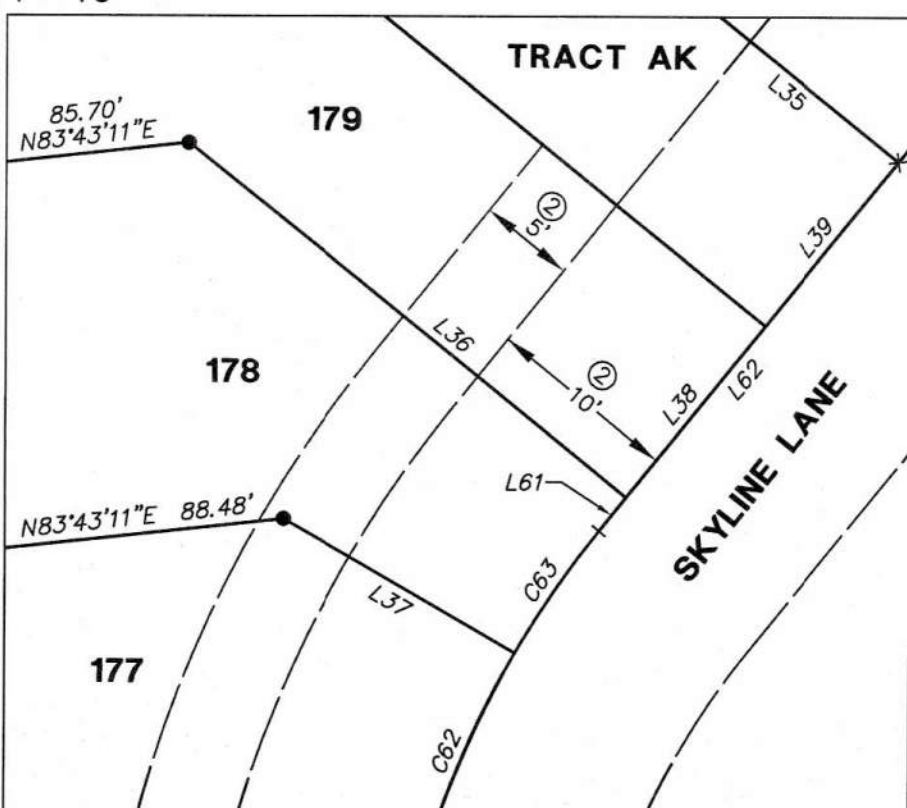 TRACT AK
L35
85.70'
N83°43'11"E
179
②
5'
L39
L36
178
②
10'
L38
L62
SKYLINE LANE
L61
N83°43'11"E 88.48'
C63
L37
177
C62